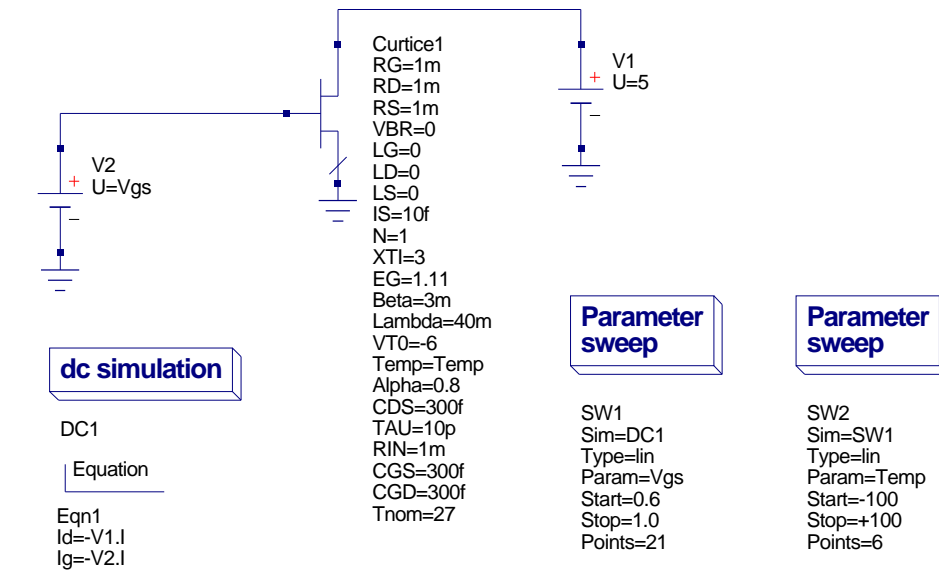 Curtice1
RG=1m
RD=1m
RS=1m
VBR=0
LG=0
LD=0
LS=0
IS=10f
N=1
XTI=3
EG=1.11
Beta=3m
Lambda=40m
VT0=-6
Temp=Temp
Alpha=0.8
CDS=300f
TAU=10p
RIN=1m
CGS=300f
CGD=300f
Tnom=27
V1
U=5
+
V2
U=Vgs
+
dc simulation
DC1
Equation
Eqn1
Id=-V1.I
Ig=-V2.I
Parameter
sweep
SW1
Sim=DC1
Type=lin
Param=Vgs
Start=0.6
Stop=1.0
Points=21
Parameter
sweep
SW2
Sim=SW1
Type=lin
Param=Temp
Start=-100
Stop=+100
Points=6